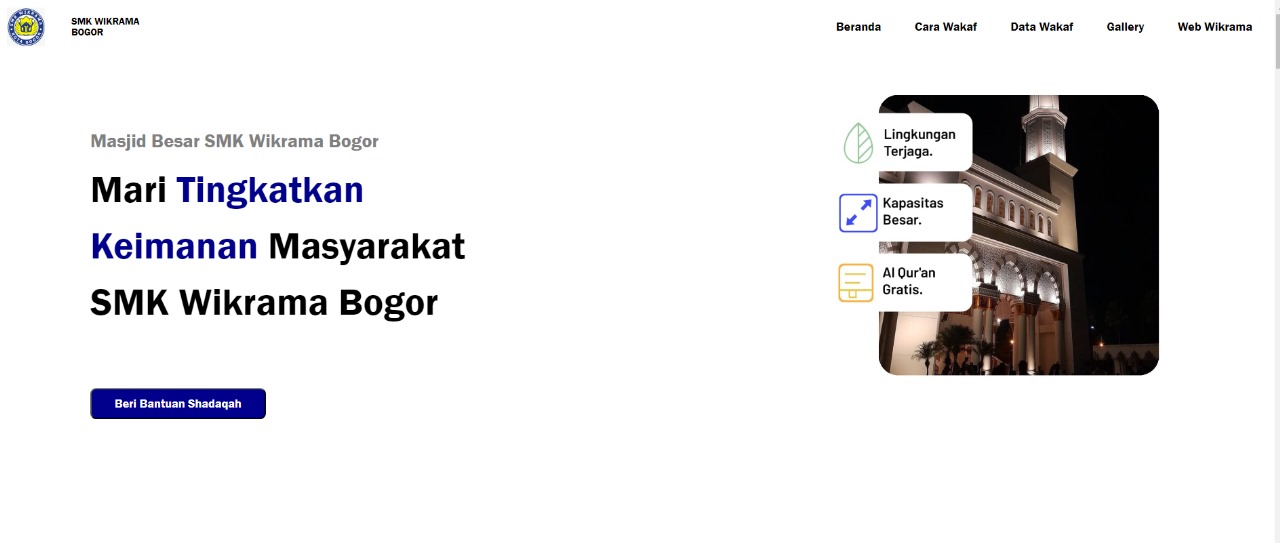 SMK WIKRAMA
BOGOR
Beranda
Cara Wakaf
Data Wakaf
Gallery
Web Wikrama
Masjid Besar SMK Wikrama Bogor
Mari Tingkatkan
Keimanan Masyarakat
SMK Wikrama Bogor
Beri Bantuan Shadaqah
Lingkungan
Terjaga.
Kapasitas
Besar.
Al Qur'an
Gratis.